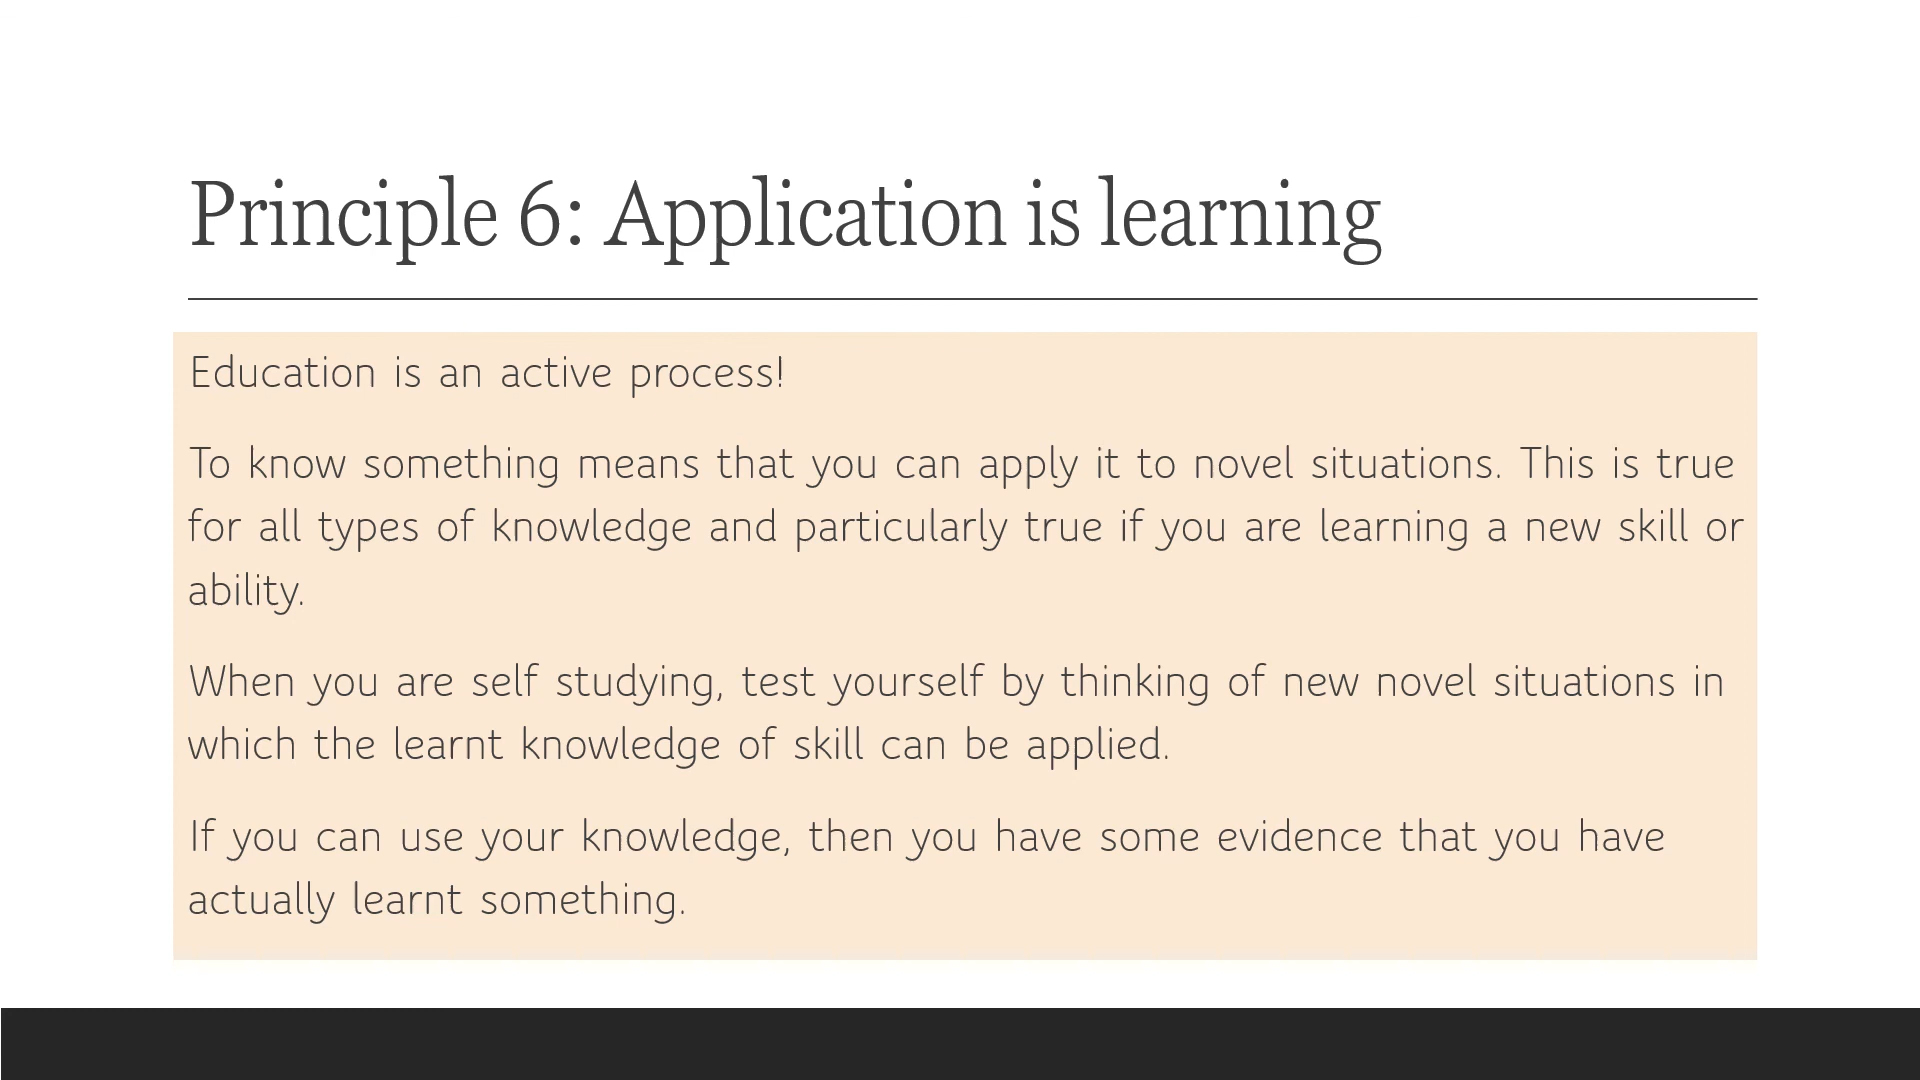 Principle 6: Application is learning
Education is an active process!
To know something means that you can apply it to novel situations. This is true
for all types of knowledge and particularly true if you are learning a new skill or
ability.
When you are self studying, test yourself by thinking of new novel situations in
which the learnt knowledge of skill can be applied.
If you can use your knowledge, then you have some evidence that you have
actually learnt something.